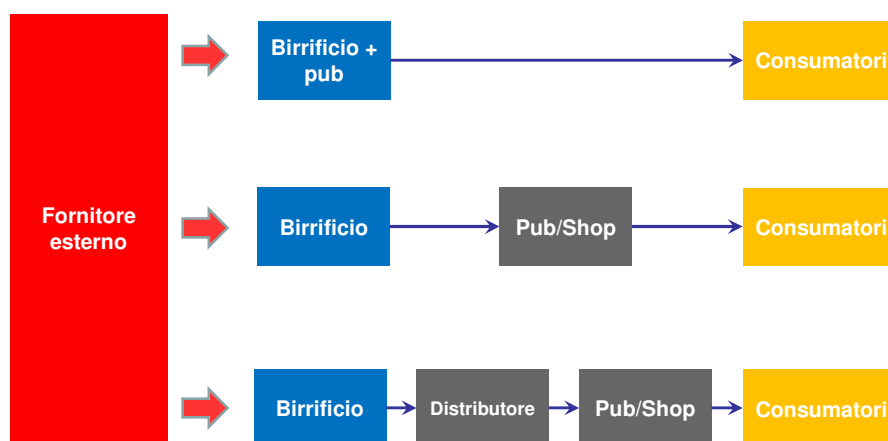 Birrificio +
pub
Consumatori
Fornitore
esterno
Birrificio
Pub/Shop
Consumatori
Birrificio
Distributore
Pub/Shop
Consumatori